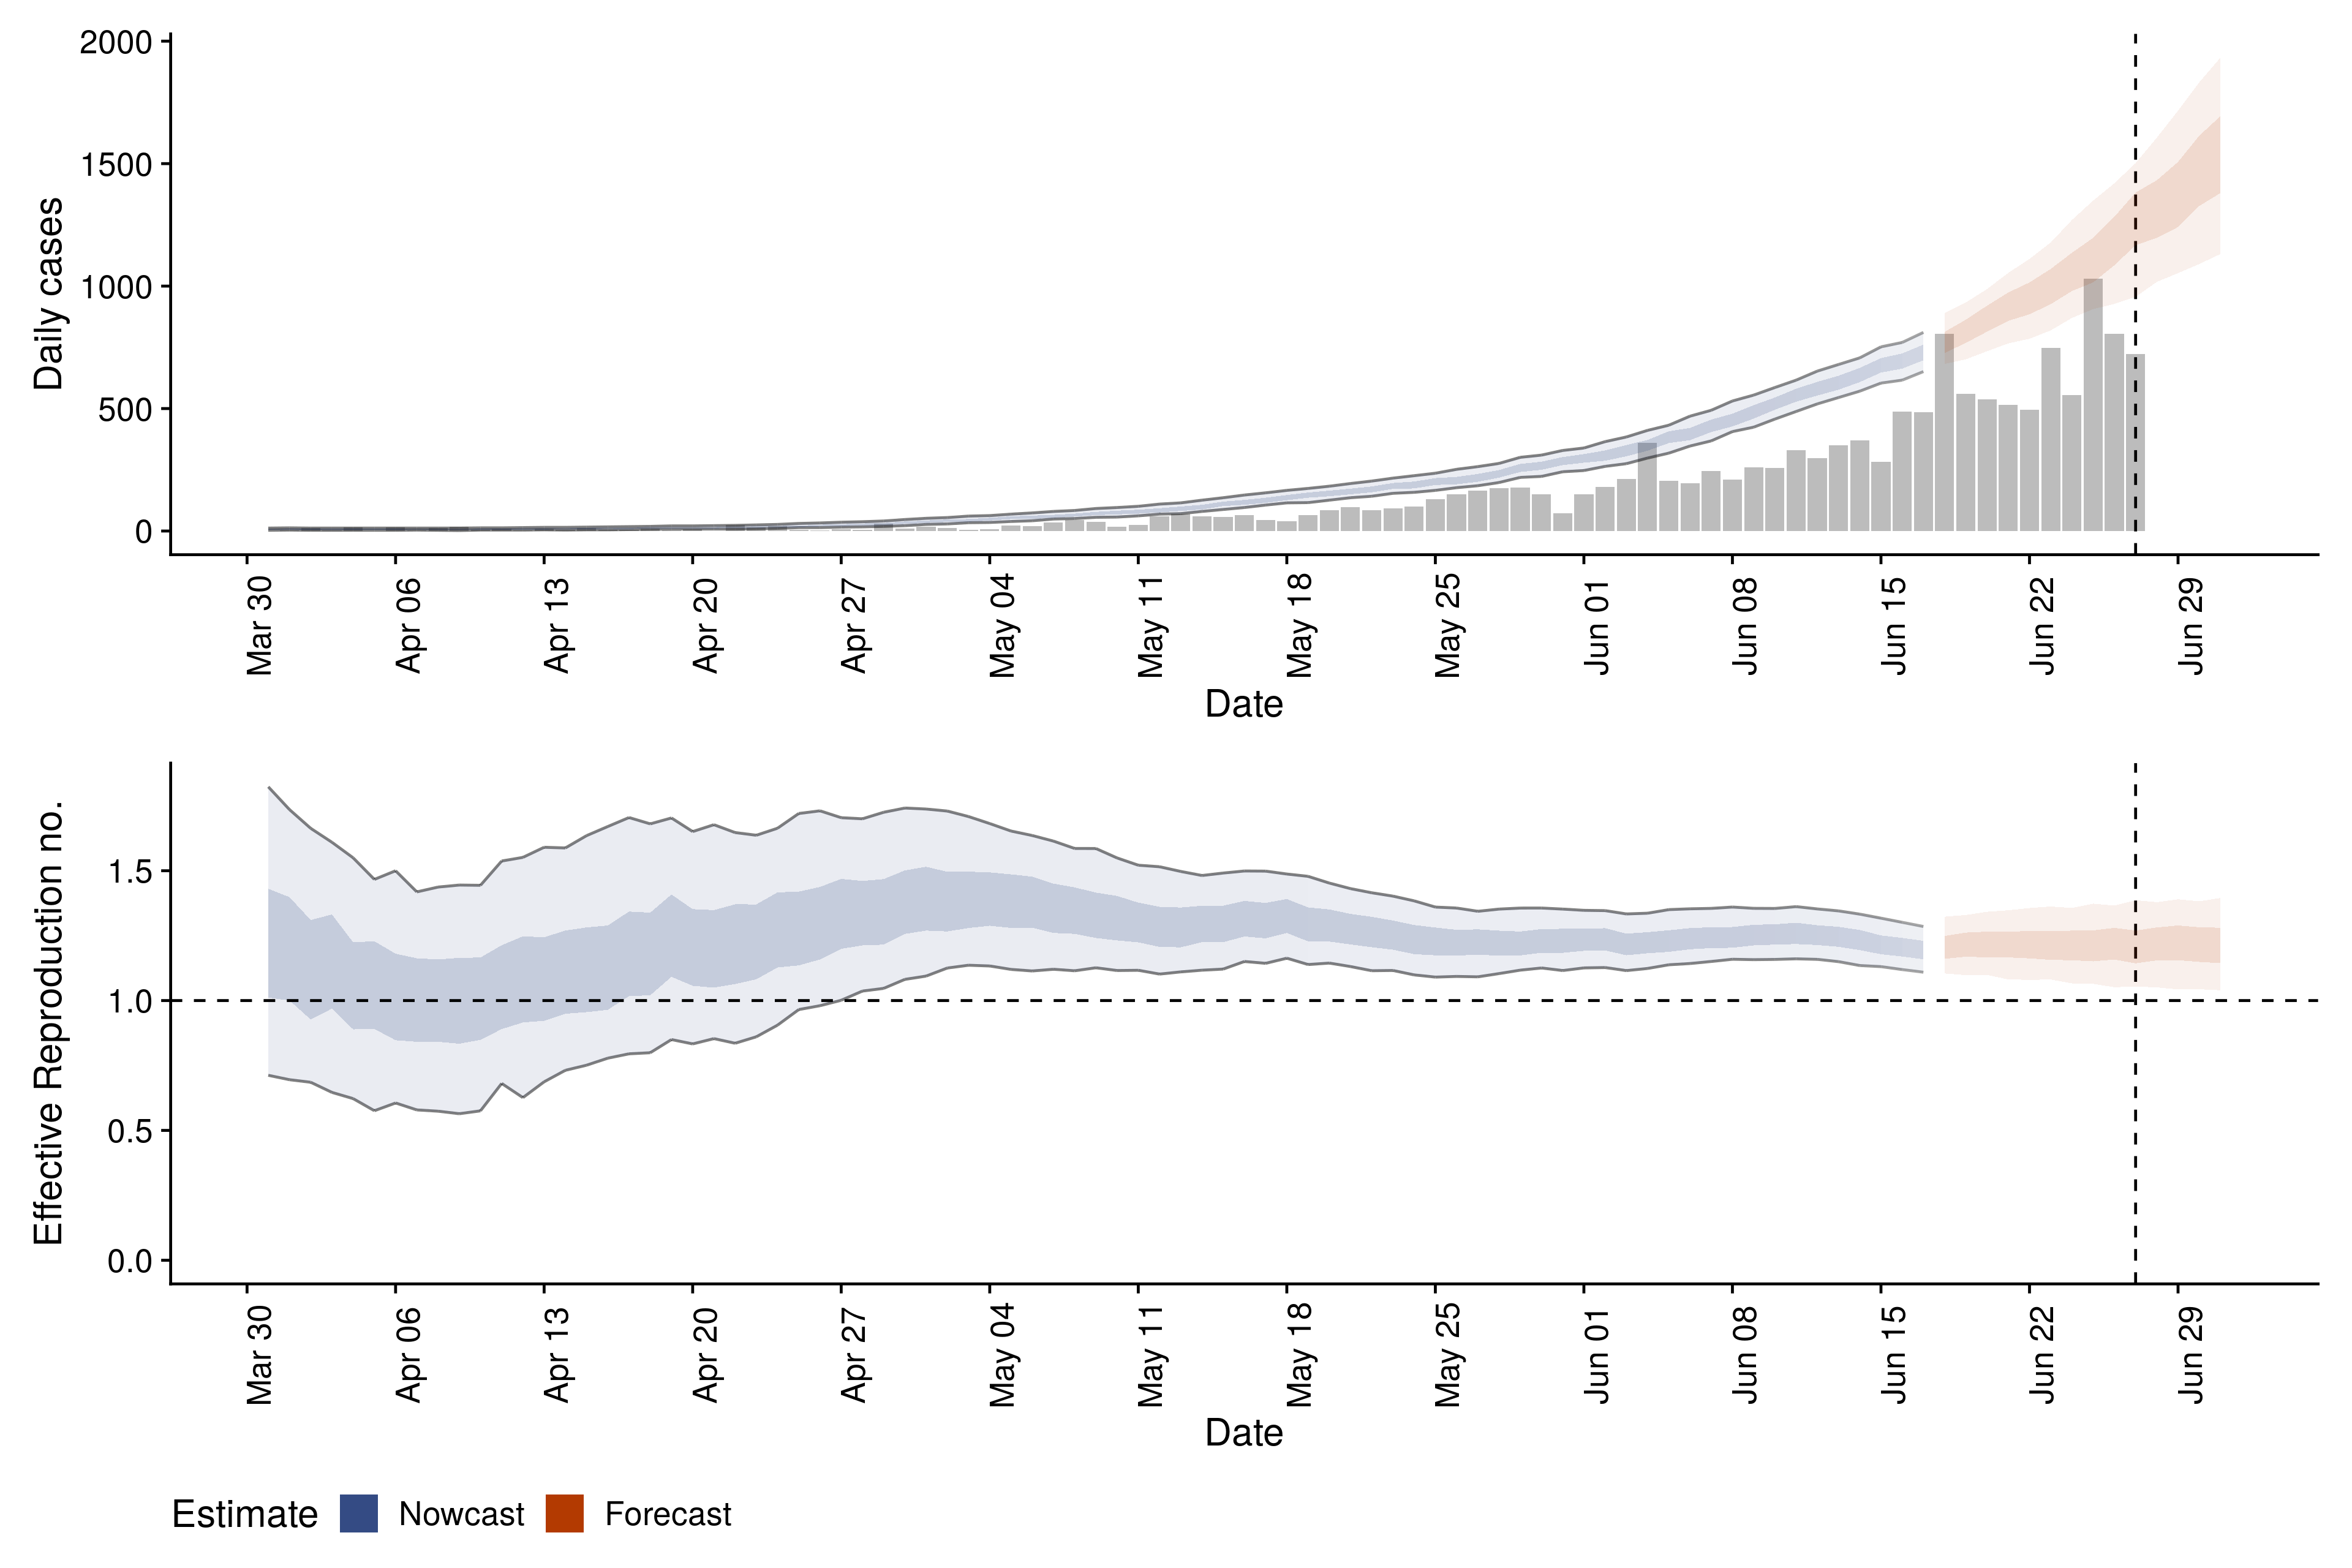 Daily cases
2000
1500
1000
500
0
Mar 30
Apr 06
Apr 13
Apr 20
Apr 27
May 04
May 11
May 18
May 25
Jun 01
Jun 08
Jun 15
Jun 22
Jun 29
Date
Effective Reproduction no.
1.5
1.0
0.5
0.0
Mar 30
Apr 06
Apr 13
Apr 20
Apr 27
May 04
May 11
May 18
May 25
Jun 01
Jun 08
Jun 15
Jun 22
Jun 29
Date
Estimate Nowcast Forecast